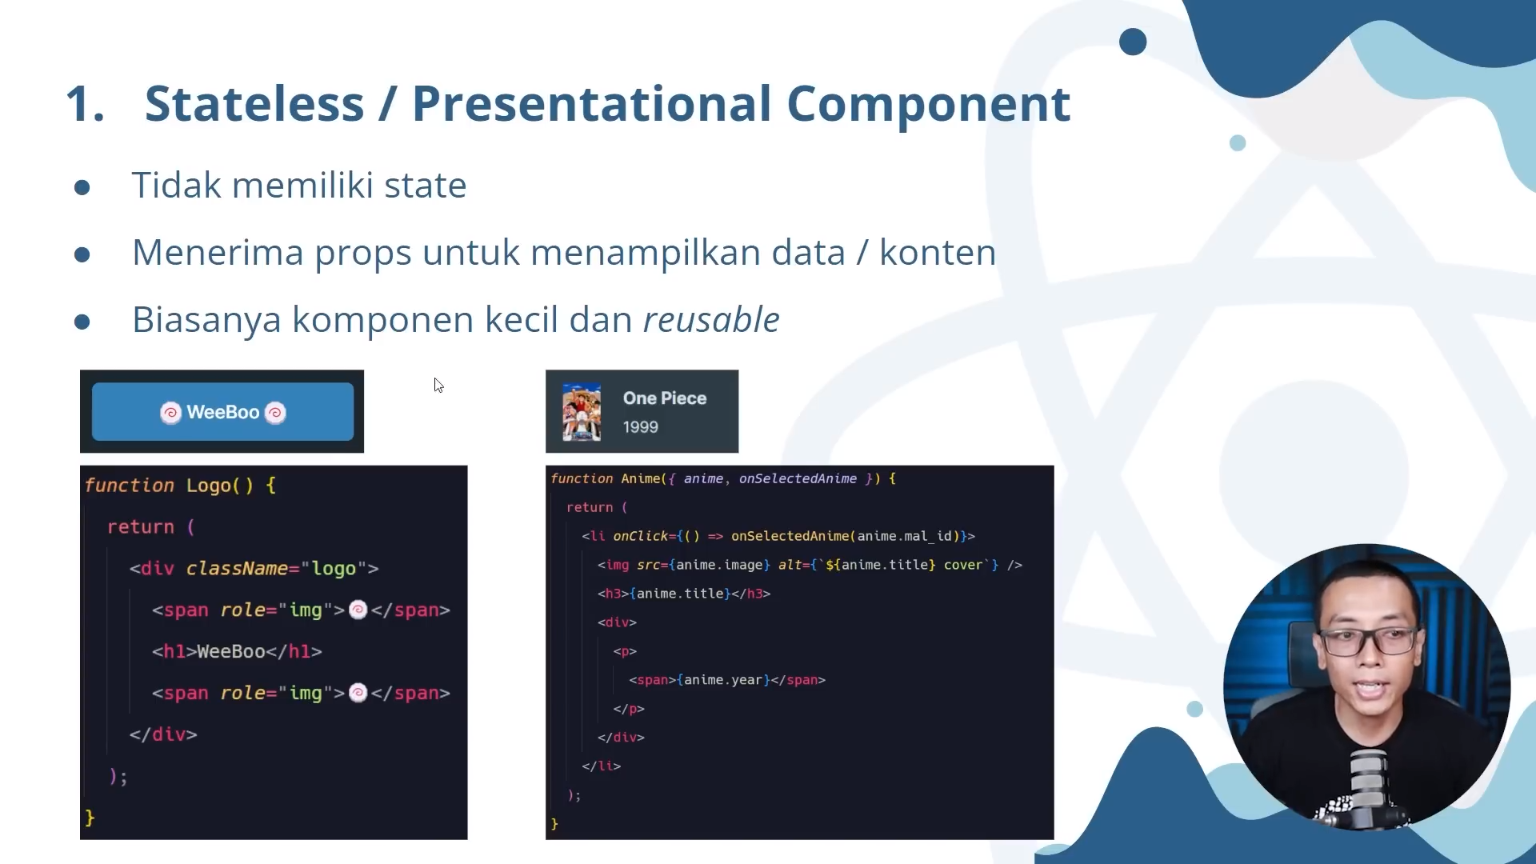 1. Stateless / Presentational Component
● Tidak memiliki state
● Menerima props untuk menampilkan data / konten
● Biasanya komponen kecil dan reusable
🍥 WeeBoo 🍥
function Logo() {
return (
<div className="logo">
<span role="img">🍥</span>
<h1>WeeBoo</h1>
<span role="img">🍥</span>
</div>
);
}
One Piece
1999
function Anime({ anime, onSelectedAnime }) {
return (
<li onClick={() => onSelectedAnime(anime.mal_id)}>
<img src={anime.image} alt={`${anime.title} cover`} />
<h3>{anime.title}</h3>
<div>
<p>
<span>{anime.year}</span>
</p>
</div>
</li>
);
}